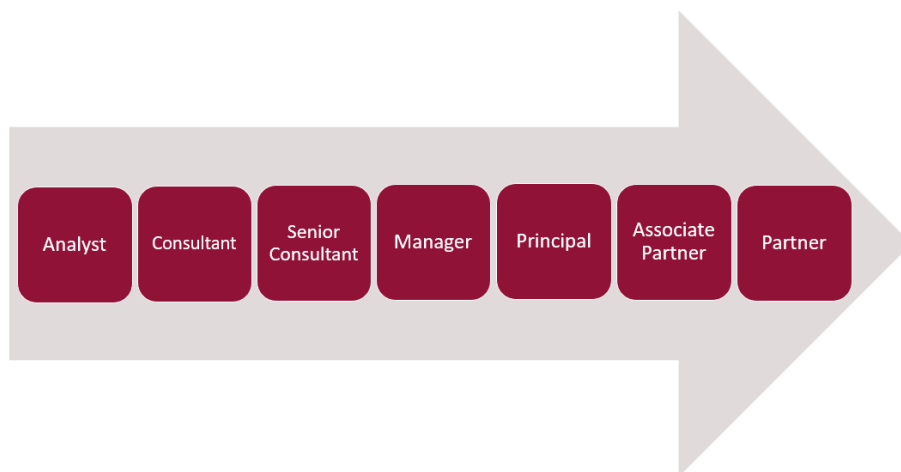 Analyst
Consultant
Senior
Consultant
Manager
Principal
Associate
Partner
Partner